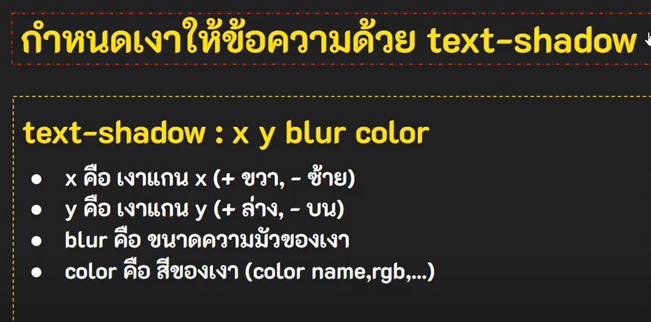 กำหนดเงาให้ข้อความด้วย text-shadow
text-shadow : x y blur color
● x คือ เงาแกน x (+ ขวา, - ซ้าย)
● y คือ เงาแกน y (+ ล่าง, - บน)
● blur คือ ขนาดความมัวของเงา
● color คือ สีของเงา (color name,rgb,...)